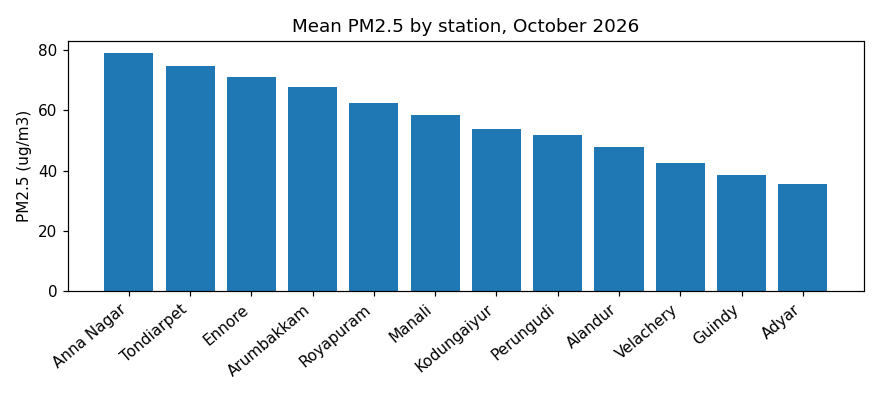 Mean PM2.5 by station, October 2026
PM2.5 (ug/m3)
80
60
40
20
0
Anna Nagar
Tondiarpet
Ennore
Arumbakkam
Royapuram
Manali
Kodungaiyur
Perungudi
Alandur
Velachery
Guindy
Adyar